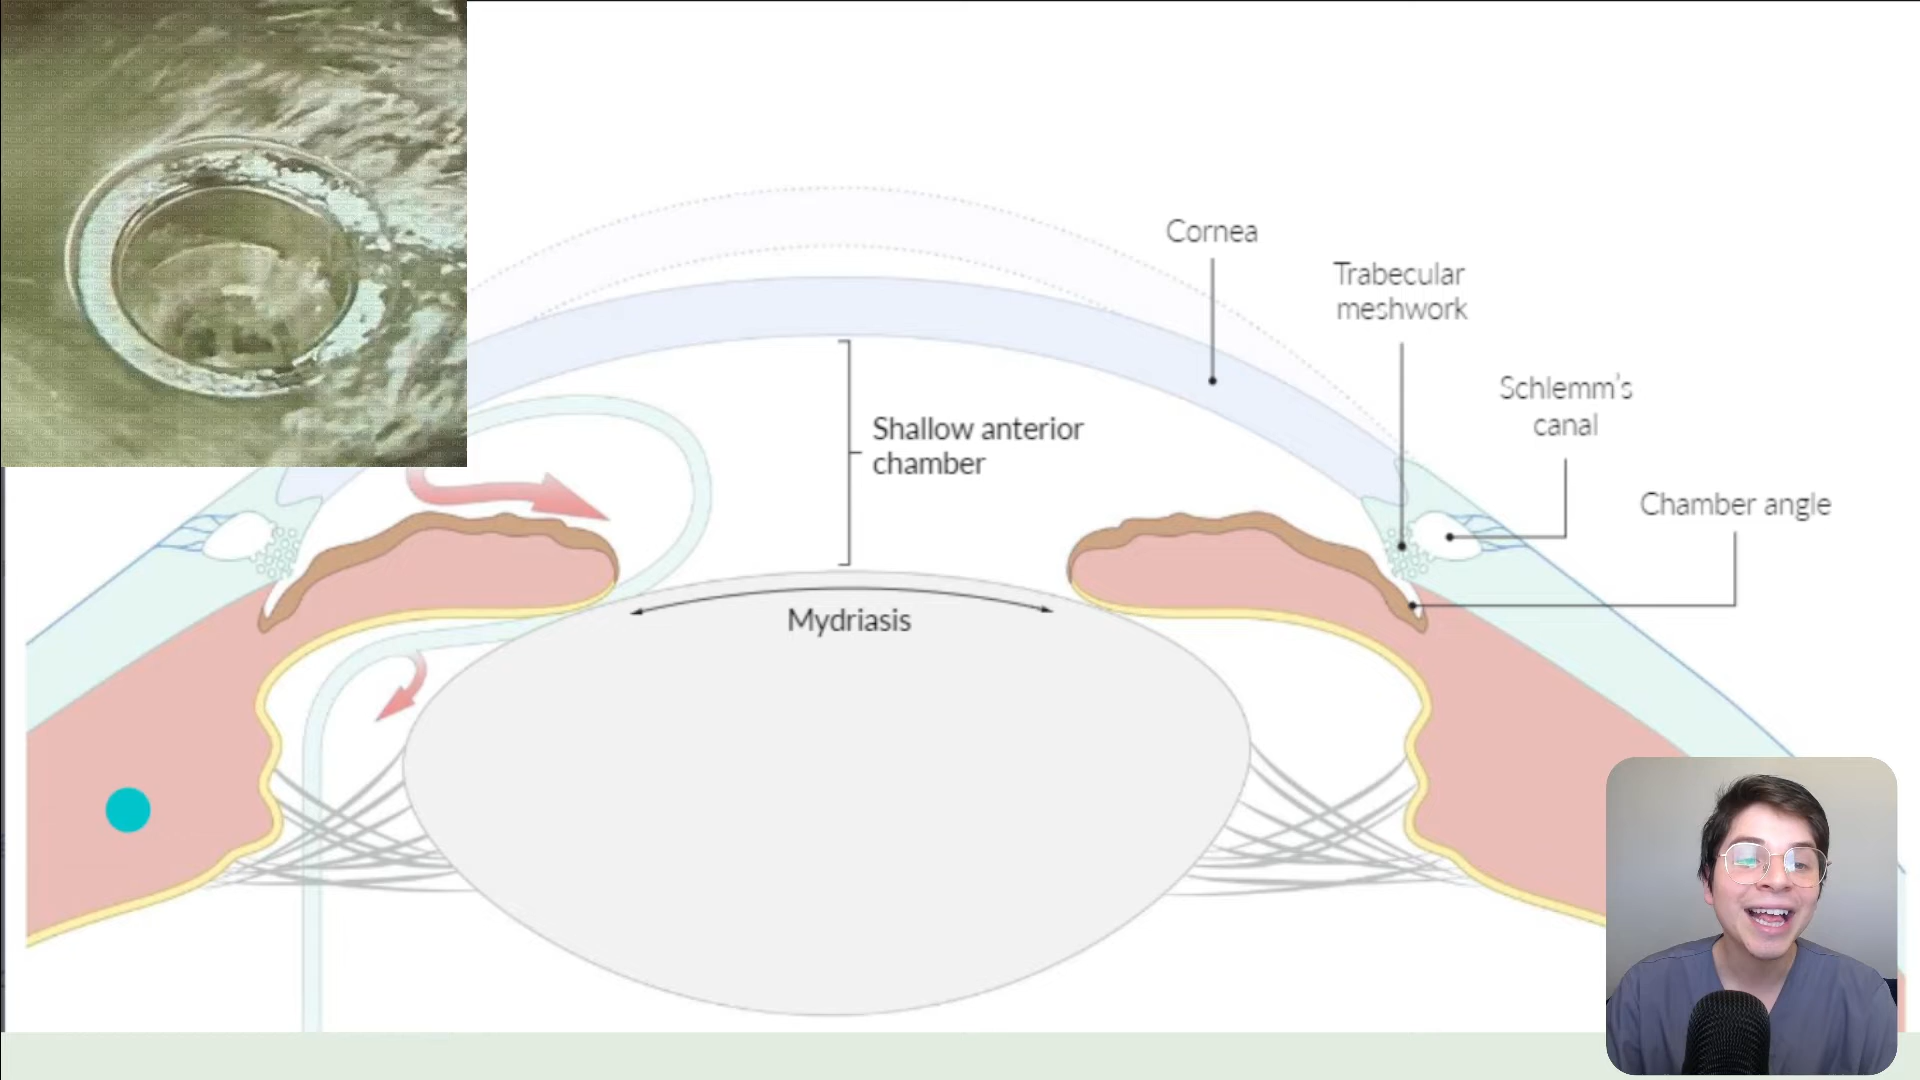 Cornea
Trabecular
meshwork
Schlemm's
canal
Shallow anterior
chamber
Chamber angle
Mydriasis